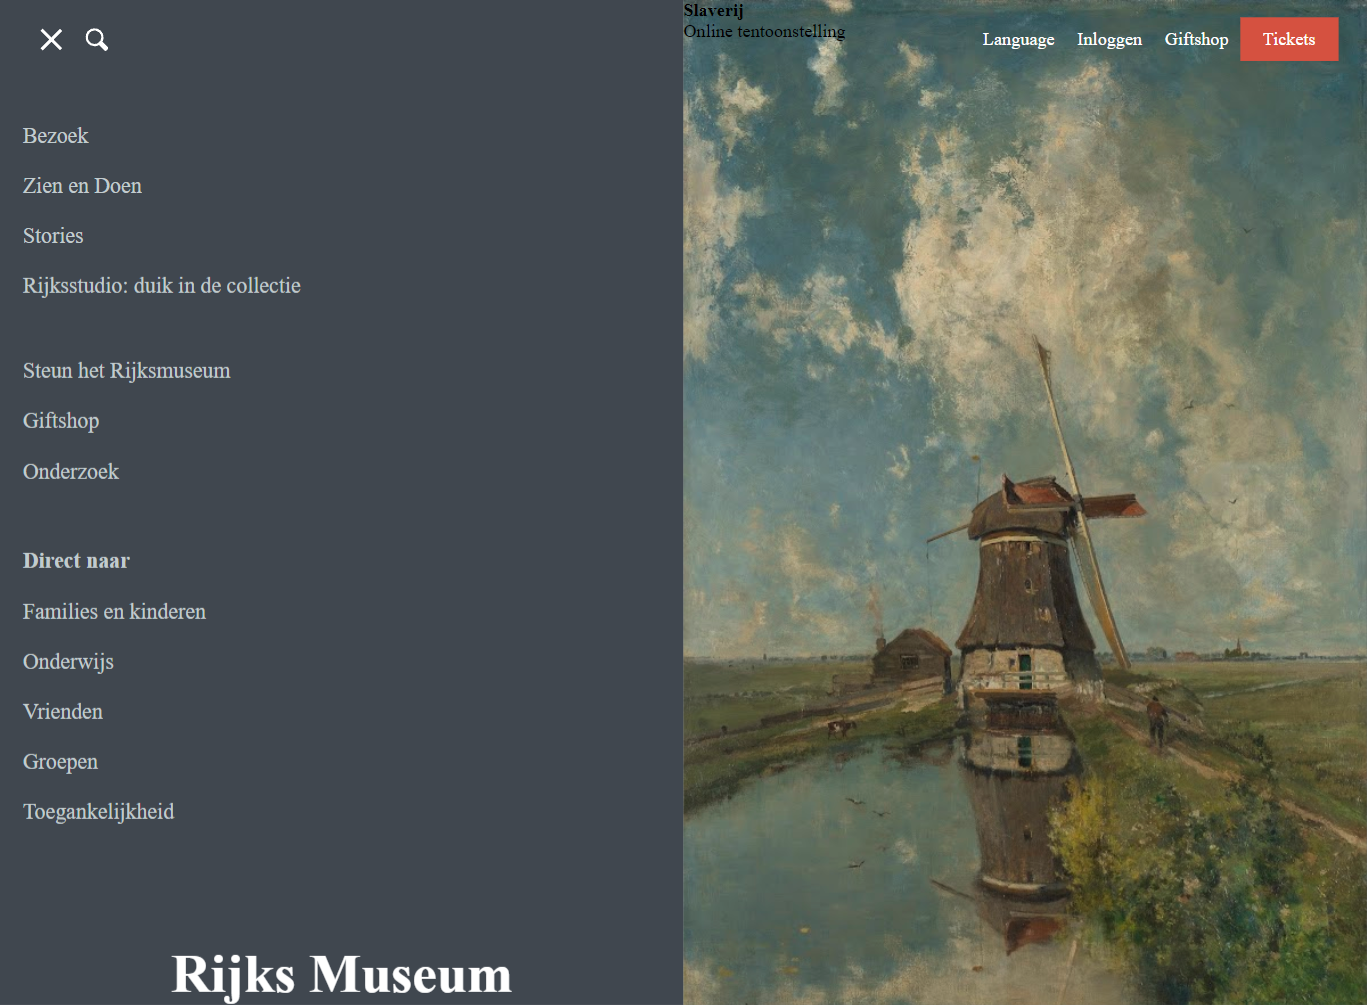 Bezoek
Zien en Doen
Stories
Rijksstudio: duik in de collectie
Steun het Rijksmuseum
Giftshop
Onderzoek
Direct naar
Families en kinderen
Onderwijs
Vrienden
Groepen
Toegankelijkheid
Rijks Museum
Slaverij
Online tentoonstelling
Language Inloggen Giftshop Tickets